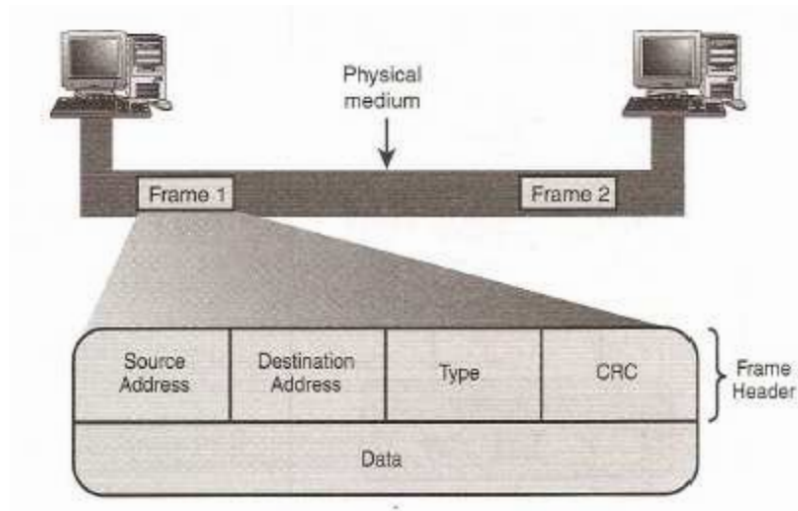 Physical
medium
Frame 1
Frame 2
Source
Address
Destination
Address
Type
CRC
Frame
Header
Data